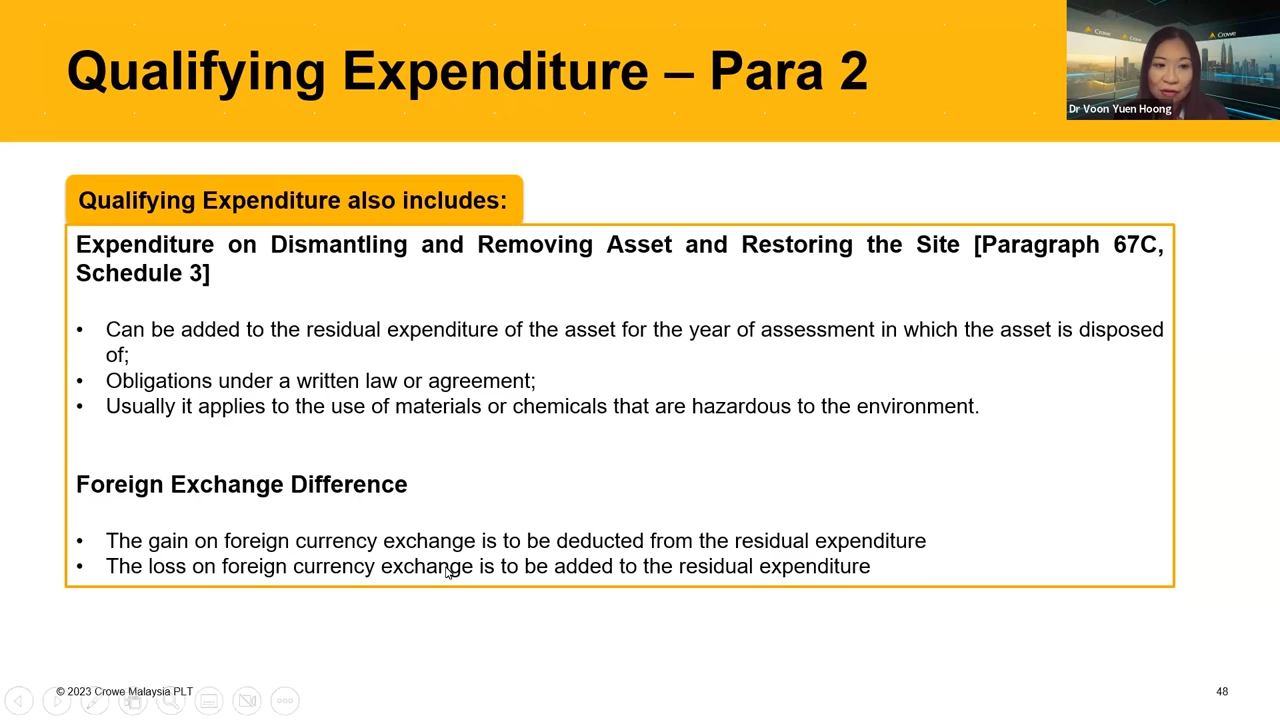 Qualifying Expenditure – Para 2
Crowe
Crowe
Crowe
Dr Voon Yuen Hoong
Qualifying Expenditure also includes:
Expenditure on Dismantling and Removing Asset and Restoring the Site [Paragraph 67C,
Schedule 3]
• Can be added to the residual expenditure of the asset for the year of assessment in which the asset is disposed
of;
• Obligations under a written law or agreement;
• Usually it applies to the use of materials or chemicals that are hazardous to the environment.
Foreign Exchange Difference
• The gain on foreign currency exchange is to be deducted from the residual expenditure
• The loss on foreign currency exchange is to be added to the residual expenditure
© 2023 Crowe Malaysia PLT
48